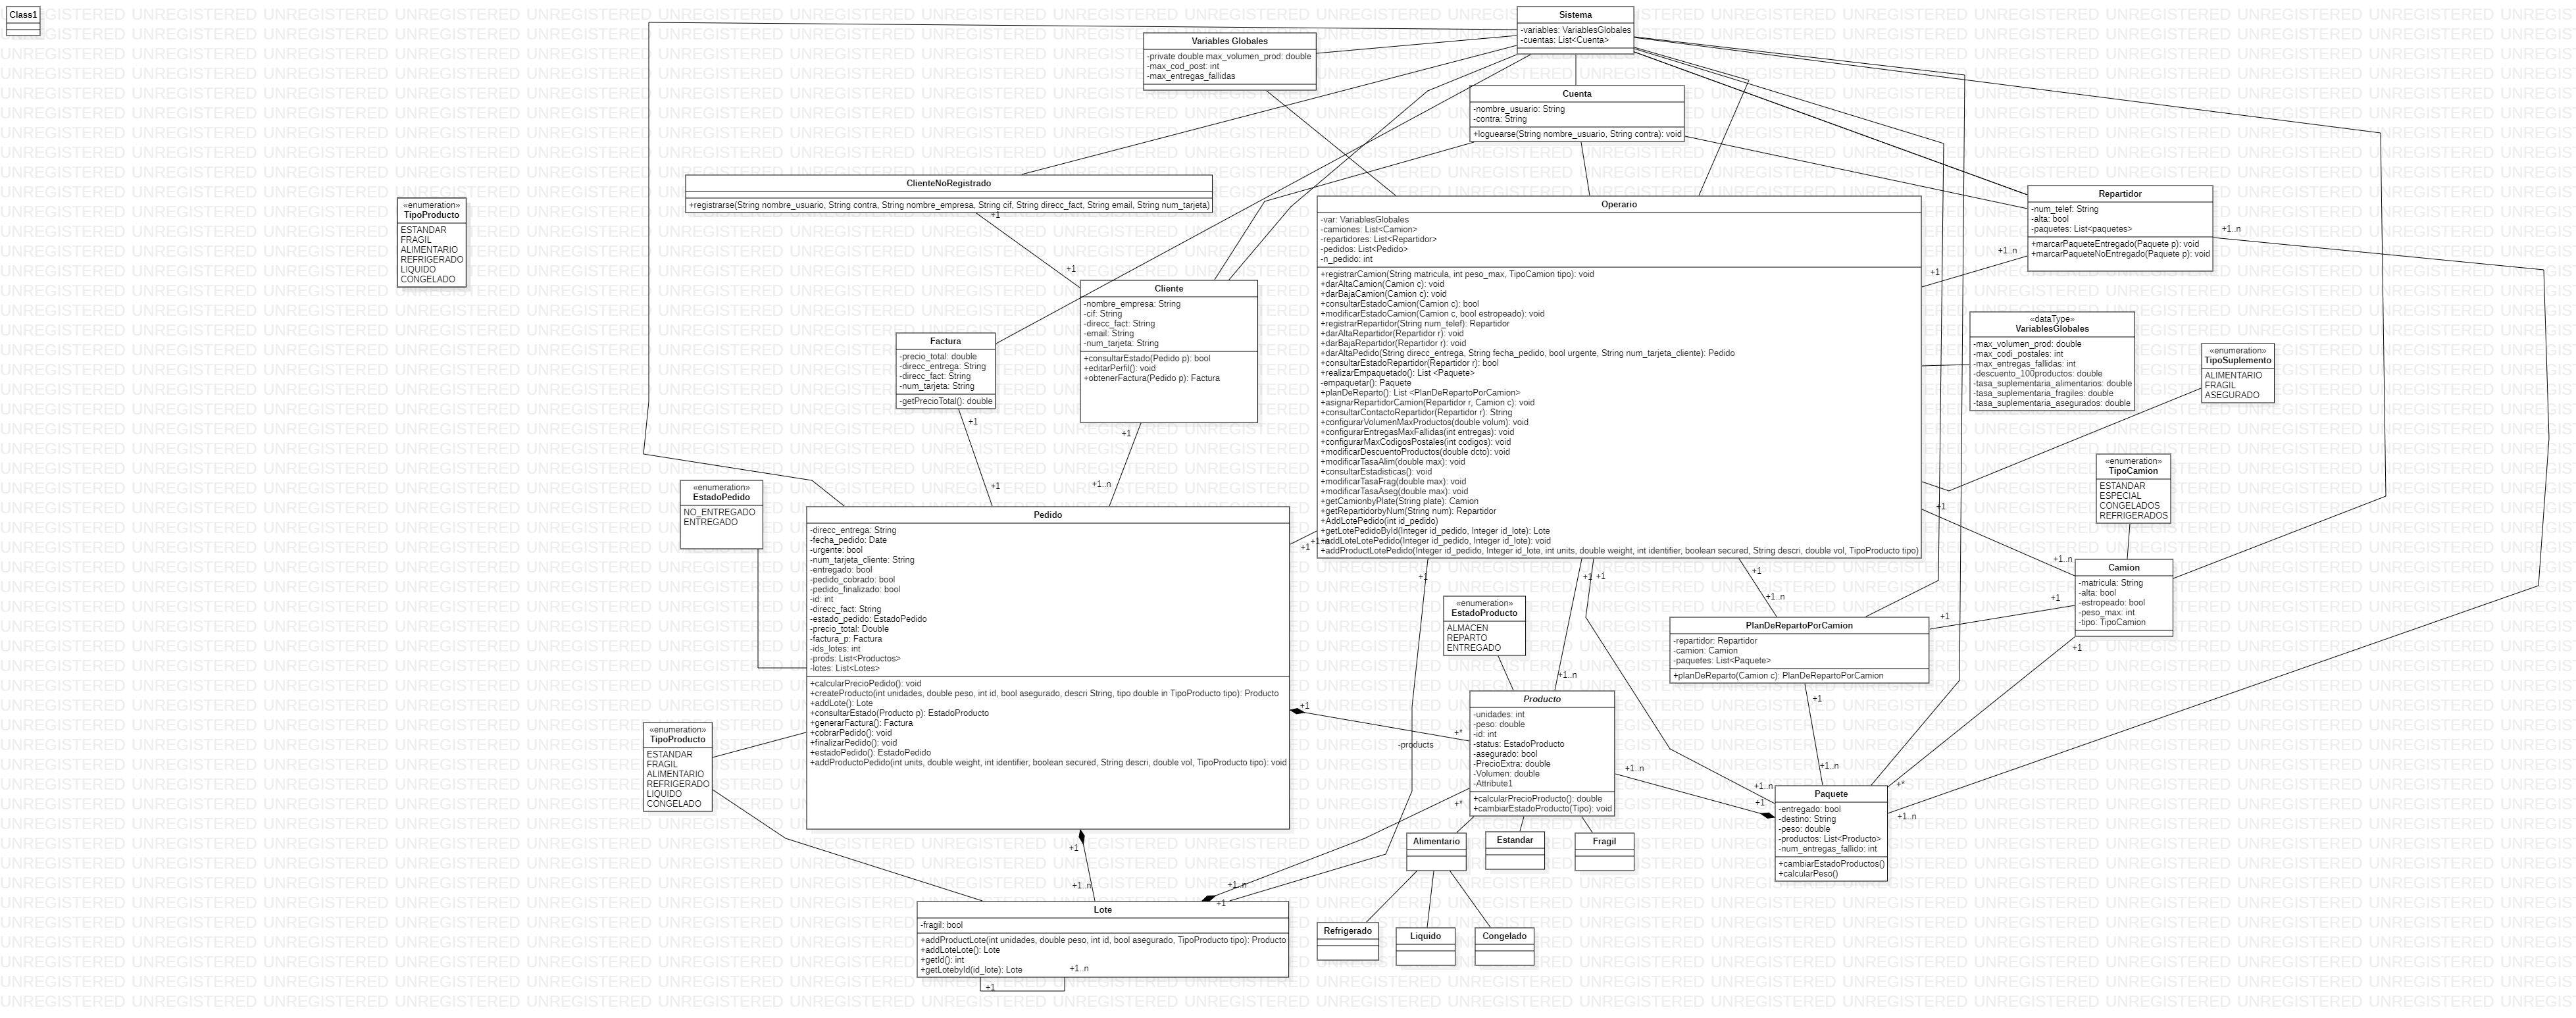 Class1
Sistema
-variables: VariablesGlobales
-cuentas: List<Cuenta>
Variables Globales
-private double max_volumen_prod: double
-max_cod_post: int
-max_entregas_fallidas
Cuenta
-nombre_usuario: String
-contra: String
+loguearse(String nombre_usuario, String contra): void
ClienteNoRegistrado
+registrarse(String nombre_usuario, String contra, String nombre_empresa, String cif, String direcc_fact, String email, String num_tarjeta)
+1
+1
«enumeration»
TipoProducto
ESTANDAR
FRAGIL
ALIMENTARIO
REFRIGERADO
LIQUIDO
CONGELADO
Repartidor
-num_telef: String
-alta: bool
-paquetes: List<paquetes>
+marcarPaqueteEntregado(Paquete p): void
+marcarPaqueteNoEntregado(Paquete p): void
+1..n
+1..n
+1
Operario
-var: VariablesGlobales
-camiones: List<Camion>
-repartidores: List<Repartidor>
-pedidos: List<Pedido>
-n_pedido: int
+registrarCamion(String matricula, int peso_max, TipoCamion tipo): void
+darAltaCamion(Camion c): void
+darBajaCamion(Camion c): void
+consultarEstadoCamion(Camion c): bool
+modificarEstadoCamion(Camion c, bool estropeado): void
+registrarRepartidor(String num_telef): Repartidor
+darAltaRepartidor(Repartidor r): void
+darBajaRepartidor(Repartidor r): void
+darAltaPedido(String direcc_entrega, String fecha_pedido, bool urgente, String num_tarjeta_cliente): Pedido
+consultarEstadoRepartidor(Repartidor r): bool
+realizarEmpaquetado(): List <Paquete>
-empaquetar(): Paquete
+planDeReparto(): List <PlanDeRepartoPorCamion>
+asignarRepartidorCamion(Repartidor r, Camion c): void
+consultarContactoRepartidor(Repartidor r): String
+configurarVolumenMaxProductos(double volum): void
+configurarEntregasMaxFallidas(int entregas): void
+configurarMaxCodigosPostales(int codigos): void
+modificarDescuentoProductos(double dcto): void
+modificarTasaAlim(double max): void
+consultarEstadisticas(): void
+modificarTasaFrag(double max): void
+modificarTasaAseg(double max): void
+getCamionbyPlate(String plate): Camion
+getRepartidorbyNum(String num): Repartidor
+AddLotePedido(int id_pedido)
+getLotePedidoById(Integer id_pedido, Integer id_lote): Lote
+addLoteLotePedido(Integer id_pedido, Integer id_lote): void
+addProductLotePedido(Integer id_pedido, Integer id_lote, int units, double weight, int identifier, boolean secured, String descri, double vol, TipoProducto tipo)
Cliente
-nombre_empresa: String
-cif: String
-direcc_fact: String
-email: String
-num_tarjeta: String
+consultarEstado(Pedido p): bool
+editarPerfil(): void
+obtenerFactura(Pedido p): Factura
+1
+1..n
Factura
-precio_total: double
-direcc_entrega: String
-direcc_fact: String
-num_tarjeta: String
-getPrecioTotal(): double
+1
+1
«dataType»
VariablesGlobales
-max_volumen_prod: double
-max_codi_postales: int
-max_entregas_fallidas: int
-descuento_100productos: double
-tasa_suplementaria_alimentarios: double
-tasa_suplementaria_fragiles: double
-tasa_suplementaria_asegurados: double
«enumeration»
TipoSuplemento
ALIMENTARIO
FRAGIL
ASEGURADO
«enumeration»
TipoCamion
ESTANDAR
ESPECIAL
CONGELADOS
REFRIGERADOS
«enumeration»
EstadoPedido
NO_ENTREGADO
ENTREGADO
Pedido
-direcc_entrega: String
-fecha_pedido: Date
-urgente: bool
-num_tarjeta_cliente: String
-entregado: bool
-pedido_cobrado: bool
-pedido_finalizado: bool
-id: int
-direcc_fact: String
-estado_pedido: EstadoPedido
-precio_total: Double
-factura_p: Factura
-ids_lotes: int
-prods: List<Productos>
-lotes: List<Lotes>
+calcularPrecioPedido(): void
+createProducto(int unidades, double peso, int id, bool asegurado, descri String, tipo double in TipoProducto tipo): Producto
+addLote(): Lote
+consultarEstado(Producto p): EstadoProducto
+generarFactura(): Factura
+cobrarPedido(): void
+finalizarPedido(): void
+estadoPedido(): EstadoPedido
+addProductoPedido(int units, double weight, int identifier, boolean secured, String descri, double vol, TipoProducto tipo): void
+1
+1
+1..n
Camion
-matricula: String
-alta: bool
-estropeado: bool
-peso_max: int
-tipo: TipoCamion
+1
+1
+1
+1
+1
+1..n
«enumeration»
EstadoProducto
ALMACEN
REPARTO
ENTREGADO
PlanDeRepartoPorCamion
-repartidor: Repartidor
-camion: Camion
-paquetes: List<Paquete>
+planDeReparto(Camion c): PlanDeRepartoPorCamion
+1
+1
+1..n
+1..n
Producto
-unidades: int
-peso: double
-id: int
-status: EstadoProducto
-asegurado: bool
-PrecioExtra: double
-Volumen: double
-Attribute1
+calcularPrecioProducto(): double
+cambiarEstadoProducto(Tipo): void
+1
+*
-products
+*
+1..n
+1..n
+1
+*
+1..n
«enumeration»
TipoProducto
ESTANDAR
FRAGIL
ALIMENTARIO
REFRIGERADO
LIQUIDO
CONGELADO
Paquete
-entregado: bool
-destino: String
-peso: double
-productos: List<Producto>
-num_entregas_fallido: int
+cambiarEstadoProductos()
+calcularPeso()
Alimentario
Estandar
Fragil
+1
+1..n
+1..n
+1
Lote
-fragil: bool
+addProductLote(int unidades, double peso, int id, bool asegurado, TipoProducto tipo): Producto
+addLoteLote(): Lote
+getId(): int
+getLotebyId(id_lote): Lote
+1..n
+1
Refrigerado
Liquido
Congelado